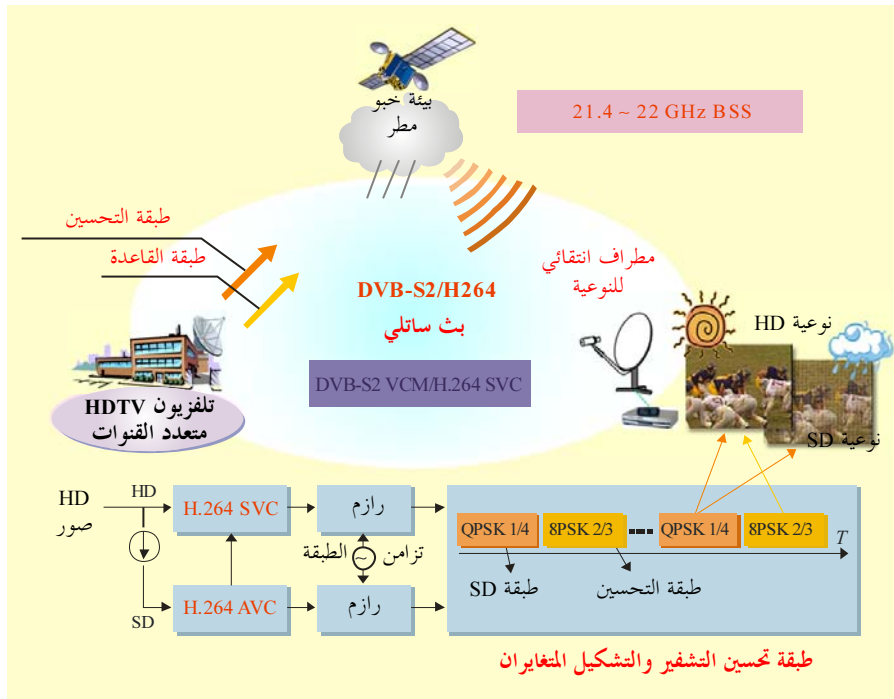 بيئة خبو
مطر
21.4 ~ 22 GHz BSS
طبقة التحسين
طبقة القاعدة
مطراف انتقائي
للنوعية
DVB-S2/H264
بث ساتلي
نوعية HD
DVB-S2 VCM/H.264 SVC
تلفزيون HDTV
متعدد القنوات
نوعية SD
HD
صور
HD
H.264 SVC
رازم
QPSK 1/4
8PSK 2/3
QPSK 1/4
8PSK 2/3
T
تزامن الطبقة
طبقة SD
طبقة التحسين
SD
H.264 AVC
رازم
طبقة تحسين التشفير والتشكيل المتغايران